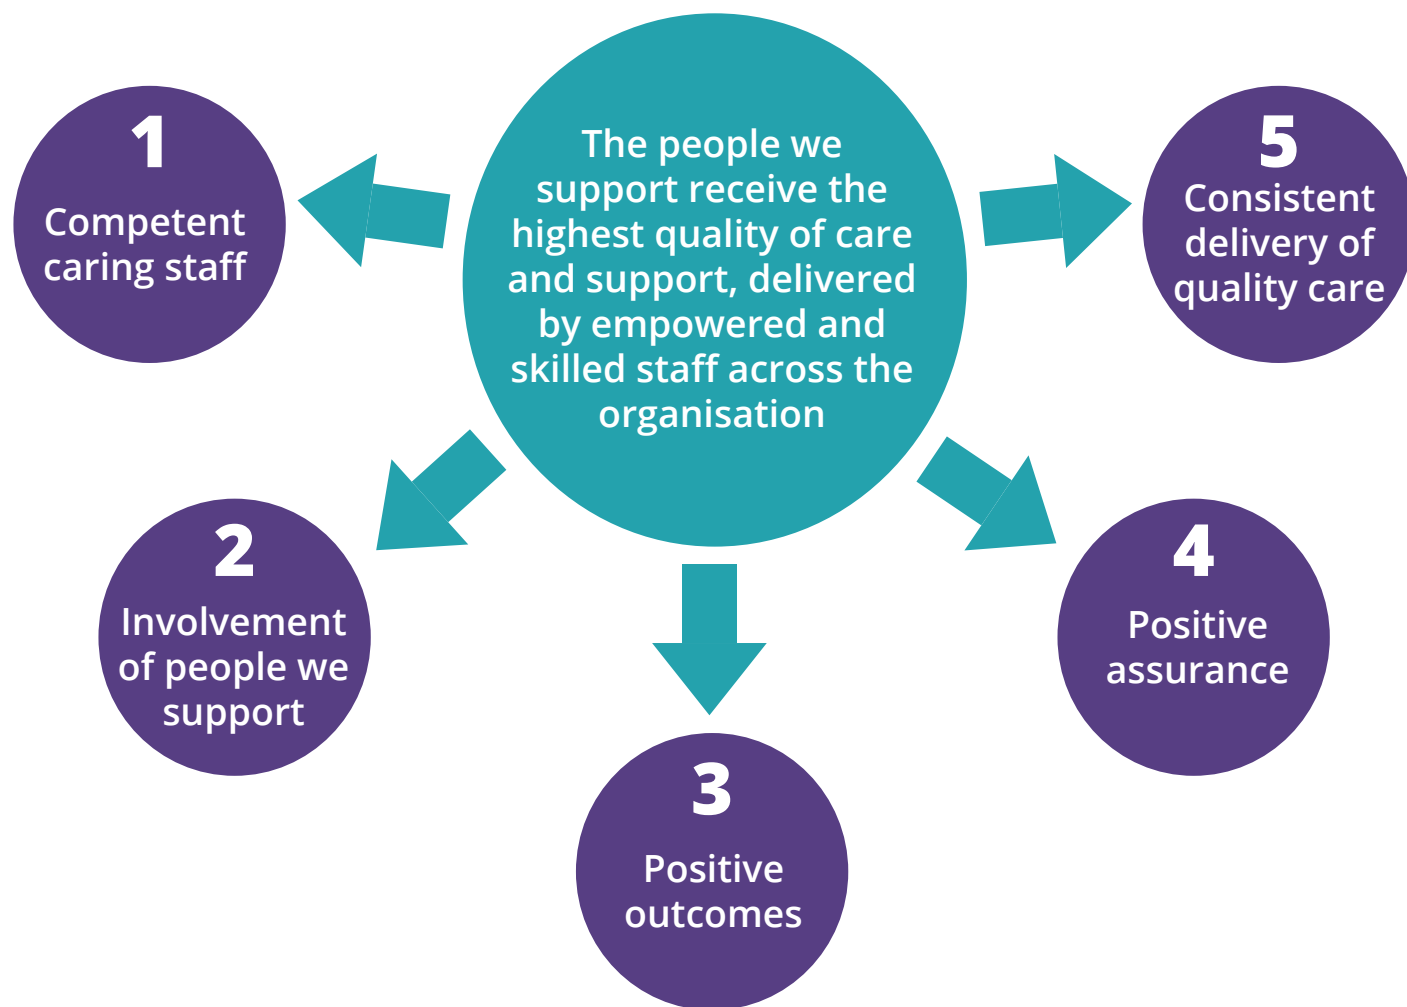 The people we
support receive the
highest quality of care
and support, delivered
by empowered and
skilled staff across the
organisation
1
Competent
caring staff
2
Involvement
of people we
support
3
Positive
outcomes
4
Positive
assurance
5
Consistent
delivery of
quality care